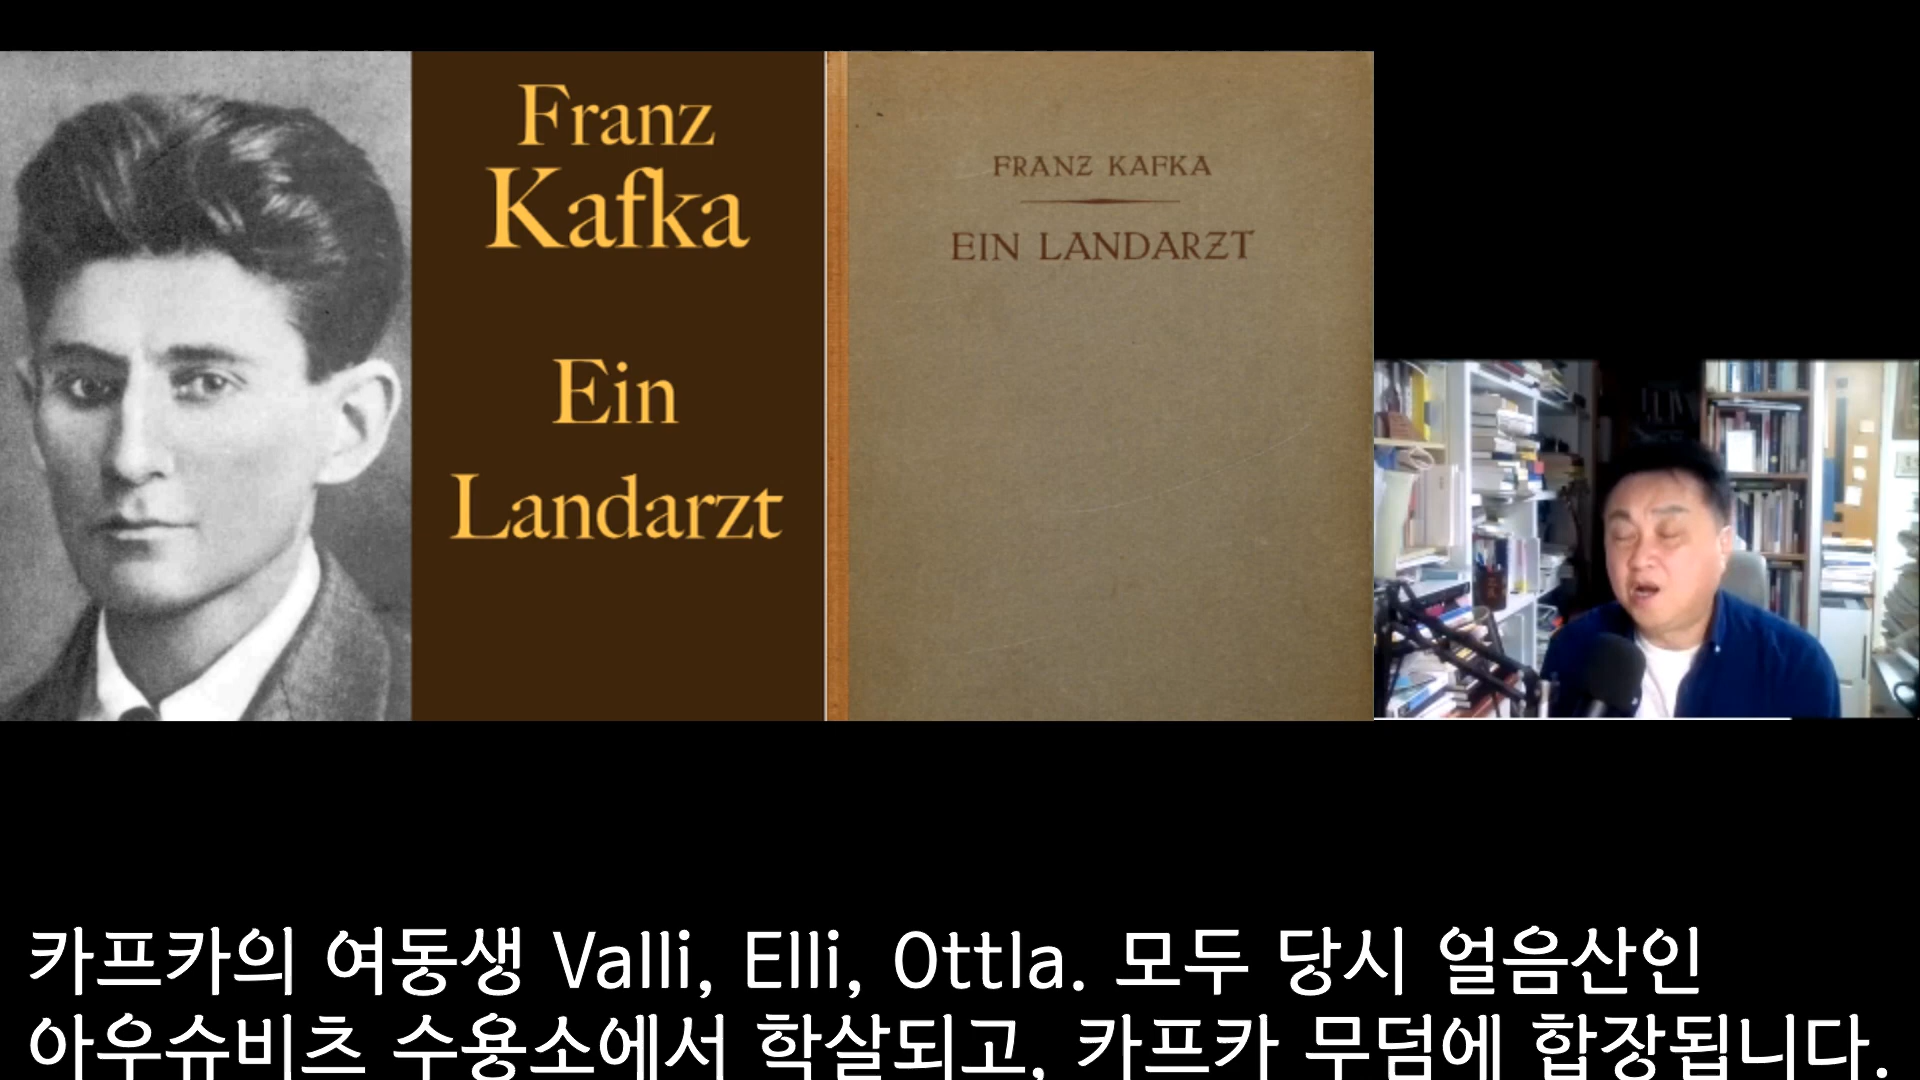 Franz
Kafka
Ein
Landarzt
FRANZ KAFKA
EIN LANDARZT
카프카의 여동생 Valli, Elli, Ottla. 모두 당시 얼음산인
아우슈비츠 수용소에서 학살되고, 카프카 무덤에 합장됩니다.